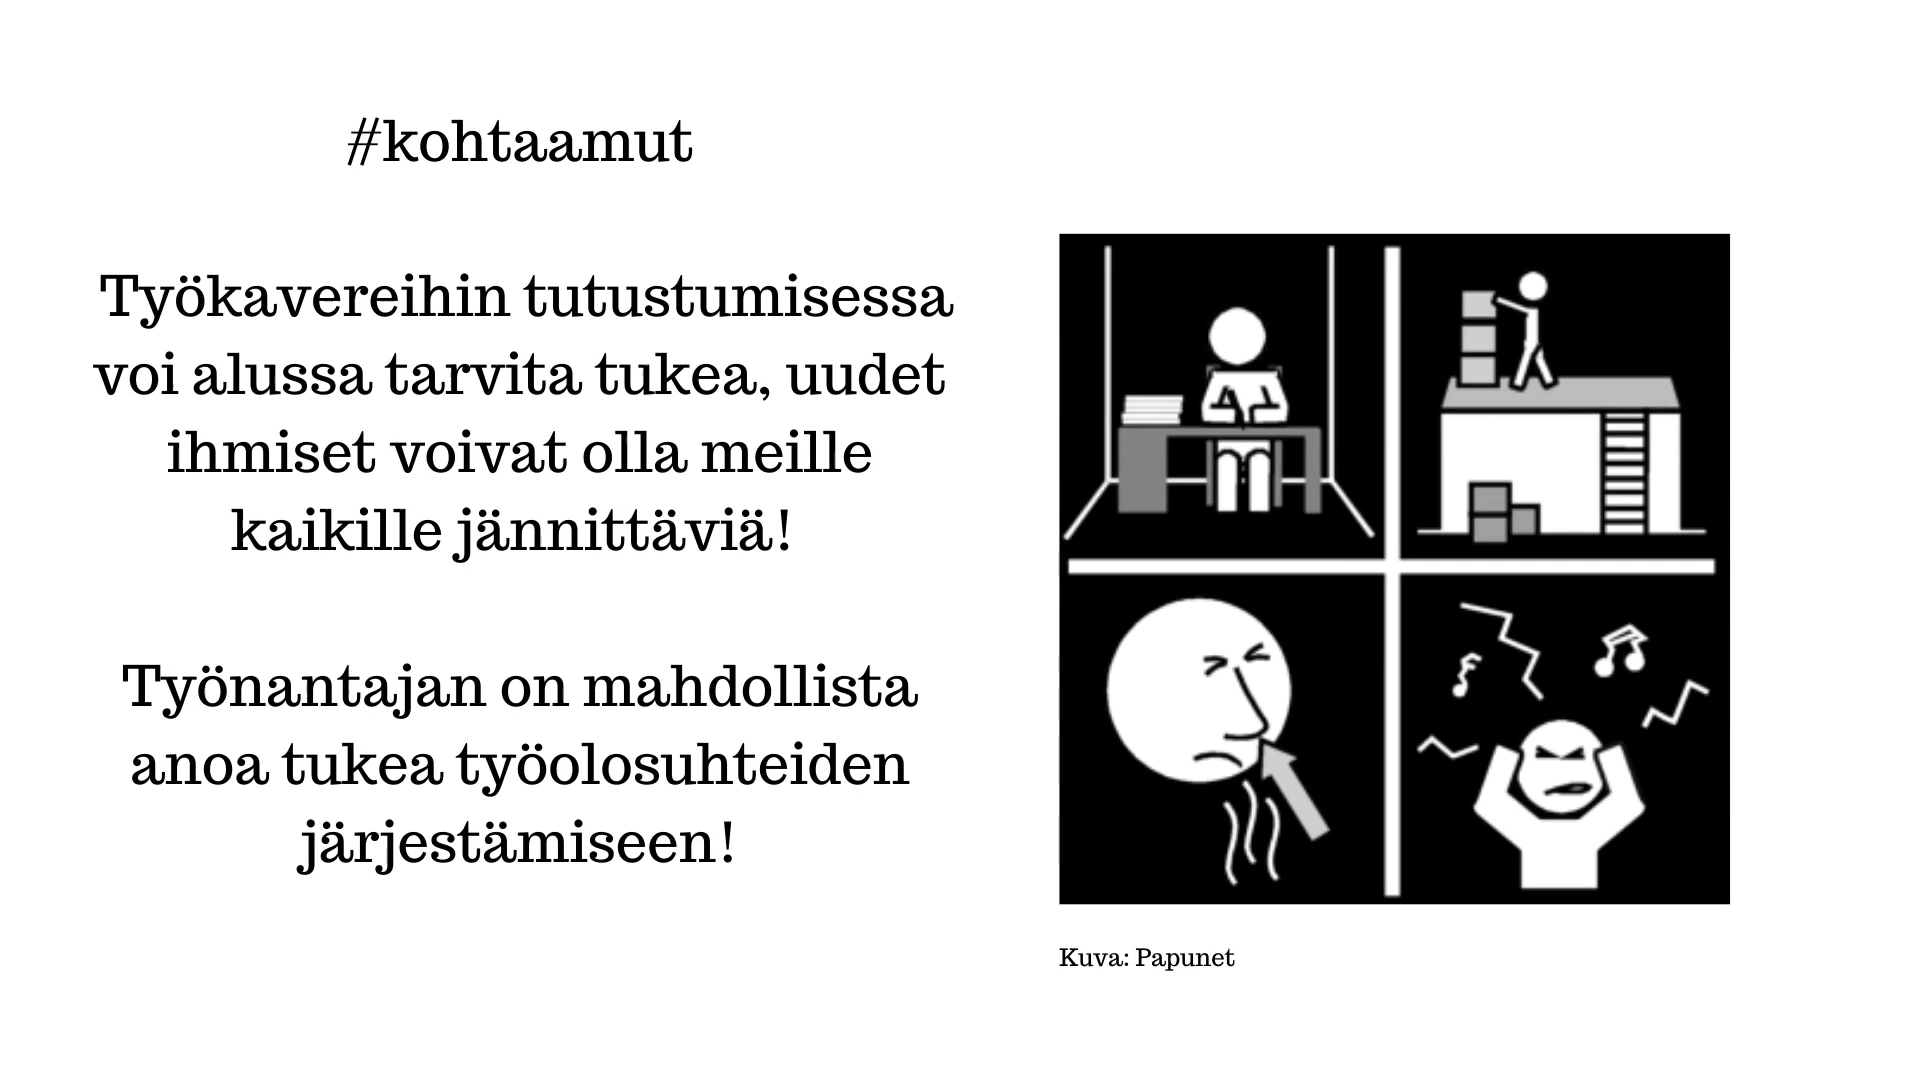 #kohtaamut
Työkavereihin tutustumisessa
voi alussa tarvita tukea, uudet
ihmiset voivat olla meille
kaikille jännittäviä!
Työnantajan on mahdollista
anoa tukea työolosuhteiden
järjestämiseen!
Kuva: Papunet